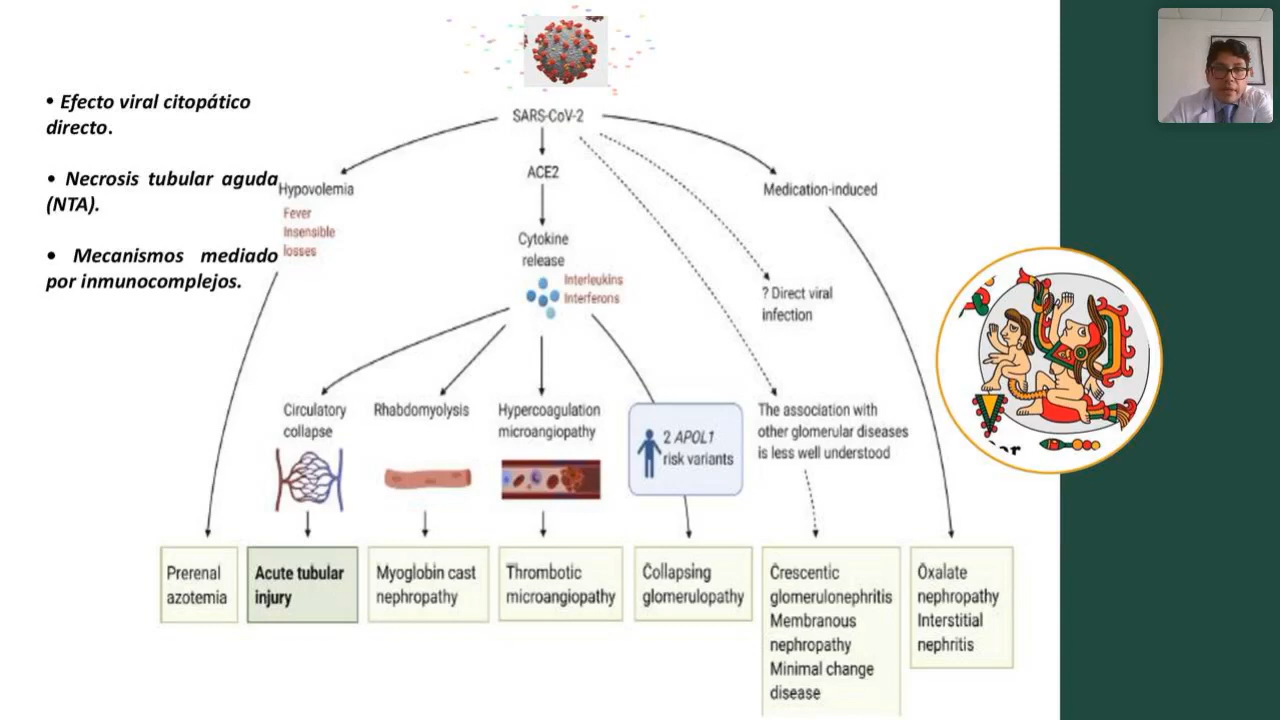 • Efecto viral citopático
directo.
• Necrosis tubular aguda
(NTA).
• Mecanismos mediado
por inmunocomplejos.
SARS-CoV-2
ACE2
Hypovolemia
Fever
Insensible
losses
Medication-induced
Cytokine
release
Interleukins
Interferons
? Direct viral
infection
Circulatory
collapse
Rhabdomyolysis
Hypercoagulation
microangiopathy
2 APOL1
risk variants
The association with
other glomerular diseases
is less well understood
Prerenal
azotemia
Acute tubular
injury
Myoglobin cast
nephropathy
Thrombotic
microangiopathy
Collapsing
glomerulopathy
Crescentic
glomerulonephritis
Membranous
nephropathy
Minimal change
disease
Oxalate
nephropathy
Interstitial
nephritis